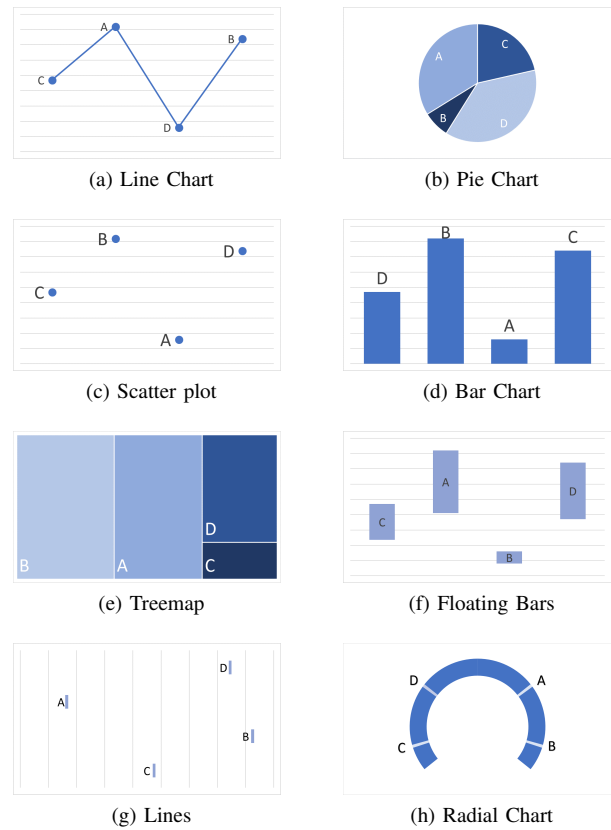 A
B
C
D
(a) Line Chart
C
A
B
D
(b) Pie Chart
B
D
C
A
(c) Scatter plot
B
C
D
A
(d) Bar Chart
D
B
A
C
(e) Treemap
A
D
C
B
(f) Floating Bars
D
A
B
C
(g) Lines
D
A
C
B
(h) Radial Chart